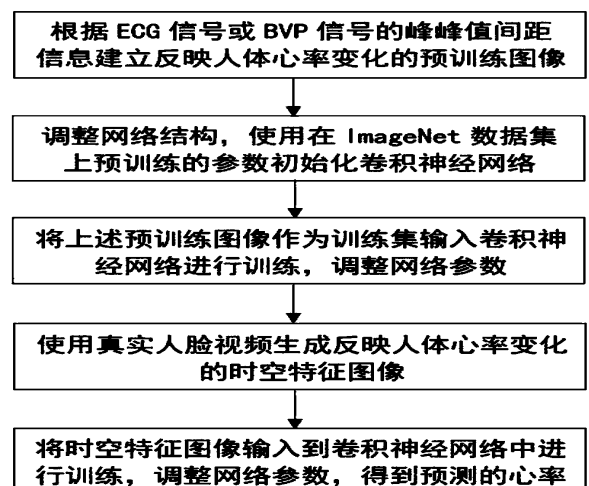 根据 ECG 信号或 BVP 信号的峰峰值间距
信息建立反映人体心率变化的预训练图像
调整网络结构，使用在 ImageNet 数据集
上预训练的参数初始化卷积神经网络
将上述预训练图像作为训练集输入卷积神
经网络进行训练，调整网络参数
使用真实人脸视频生成反映人体心率变化
的时空特征图像
将时空特征图像输入到卷积神经网络中进
行训练，调整网络参数，得到预测的心率